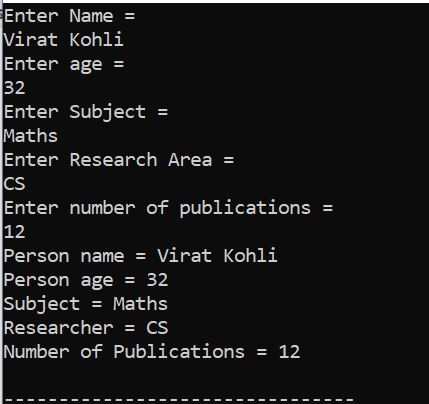 Enter Name =
Virat Kohli
Enter age =
32
Enter Subject =
Maths
Enter Research Area =
CS
Enter number of publications =
12
Person name = Virat Kohli
Person age = 32
Subject = Maths
Researcher = CS
Number of Publications = 12
--------------------------------